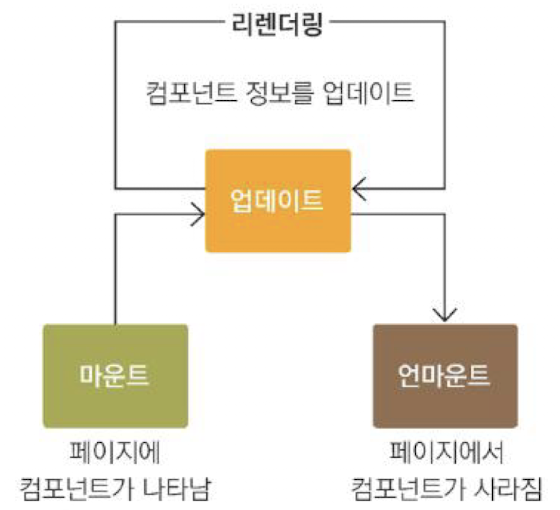 리렌더링
컴포넌트 정보를 업데이트
업데이트
마운트
언마운트
페이지에
컴포넌트가 나타남
페이지에서
컴포넌트가 사라짐